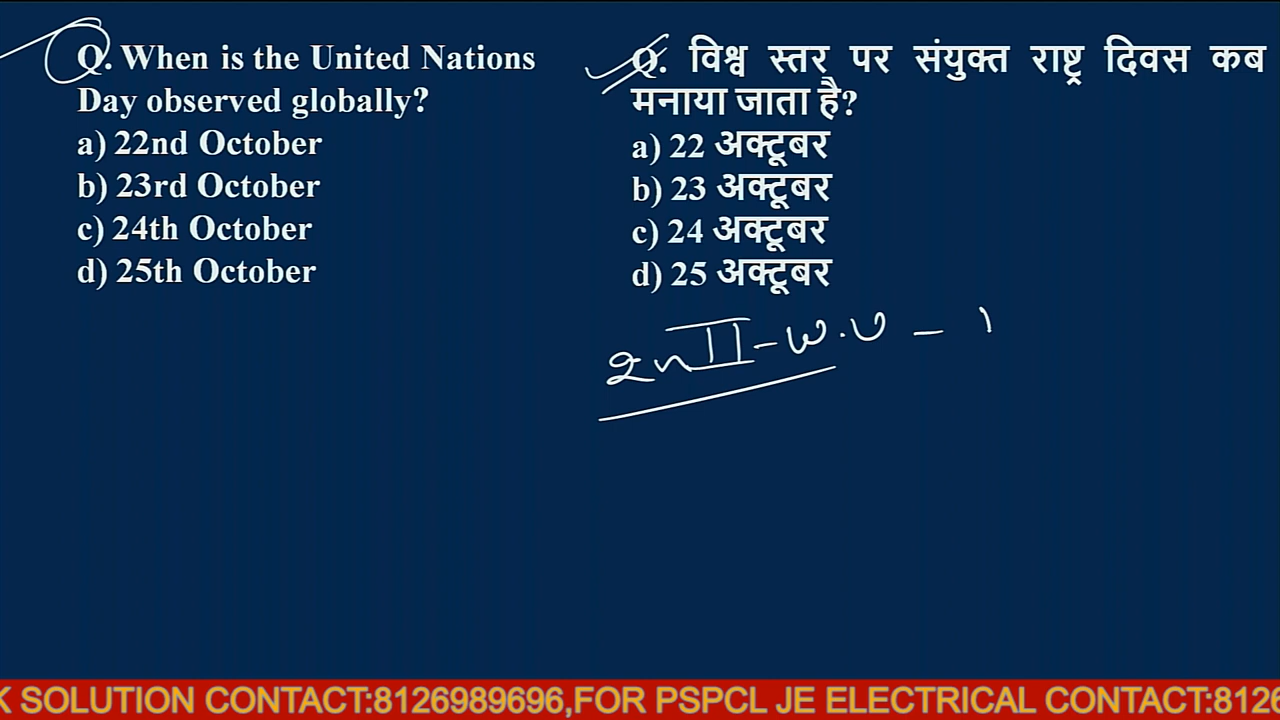 Q. When is the United Nations
Day observed globally?
a) 22nd October
b) 23rd October
c) 24th October
d) 25th October
Q. विश्व स्तर पर संयुक्त राष्ट्र दिवस कब
मनाया जाता है?
a) 22 अक्टूबर
b) 23 अक्टूबर
c) 24 अक्टूबर
d) 25 अक्टूबर
II - W.
K SOLUTION CONTACT:8126989696,FOR PSPCL JE ELECTRICAL CONTACT:8126